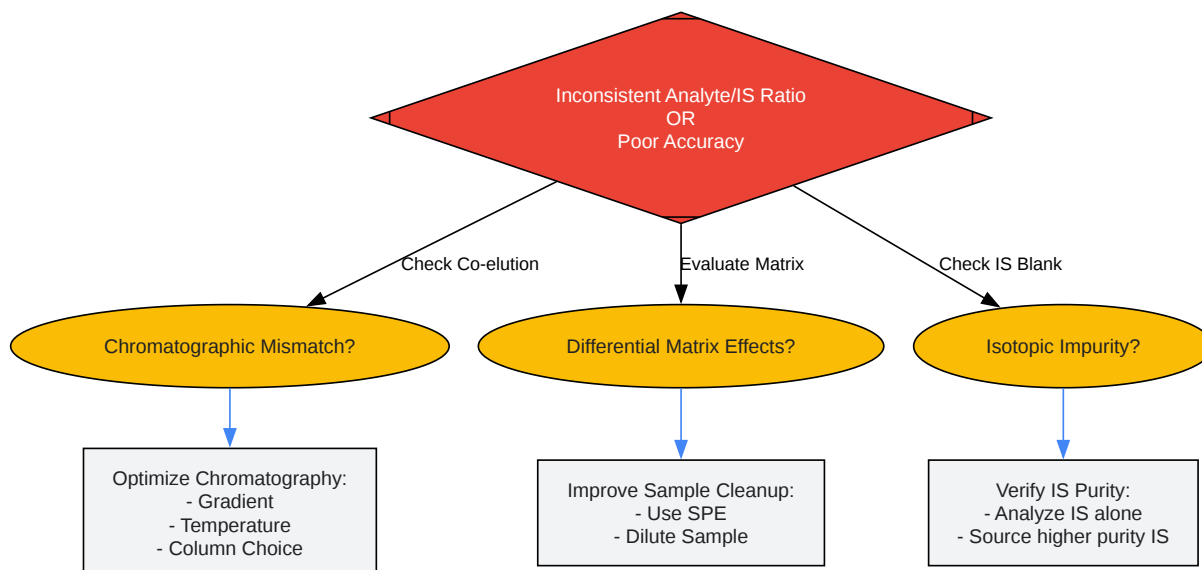 Inconsistent Analyte/IS Ratio
OR
Poor Accuracy
Check Co-elution
Evaluate Matrix
Check IS Blank
Chromatographic Mismatch?
Differential Matrix Effects?
Isotopic Impurity?
Optimize Chromatography:
- Gradient
- Temperature
- Column Choice
Improve Sample Cleanup:
- Use SPE
- Dilute Sample
Verify IS Purity:
- Analyze IS alone
- Source higher purity IS